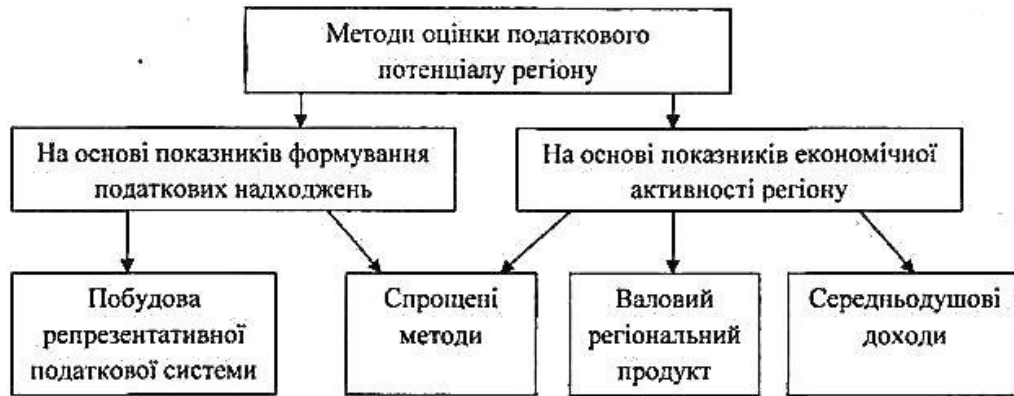 Методи оцінки податкового
потенціалу регіону
На основі показників формування
податкових надходжень
На основі показників економічної
активності регіону
Побудова
репрезентативної
податкової системи
Спрощені
методи
Валовий
регіональний
продукт
Середньодушові
доходи